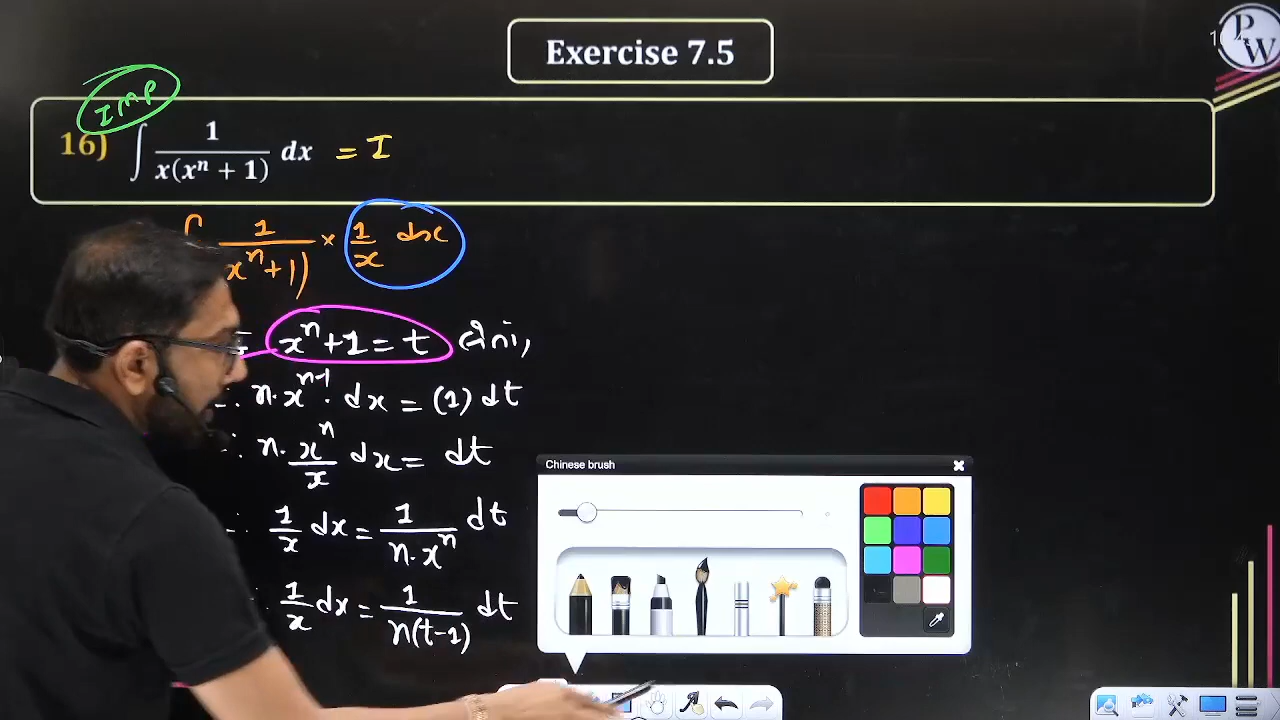 Exercise 7.5
PW
IMP
16) ∫ 1/(x(xⁿ + 1)) dx = I
∫ 1/(xⁿ+1) × 1/x dx
xⁿ+1 = t લેતાં,
∴ n·xⁿ⁻¹· dx = (1) dt
∴ n·xⁿ/x dx = dt
∴ 1/x dx = 1/(n·xⁿ) dt
∴ 1/x dx = 1/(n(t-1)) dt
Chinese brush